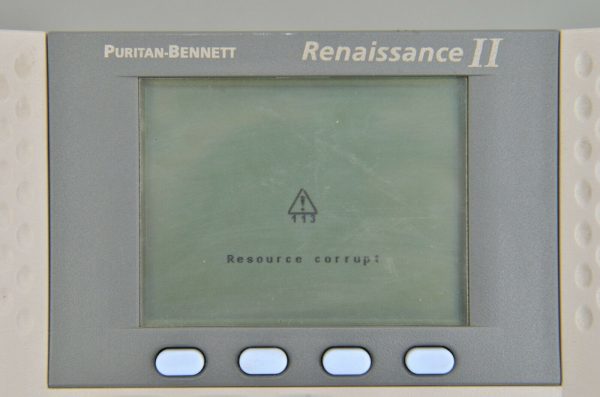 PURITAN-BENNETT Renaissance II
113
Resource corrupt